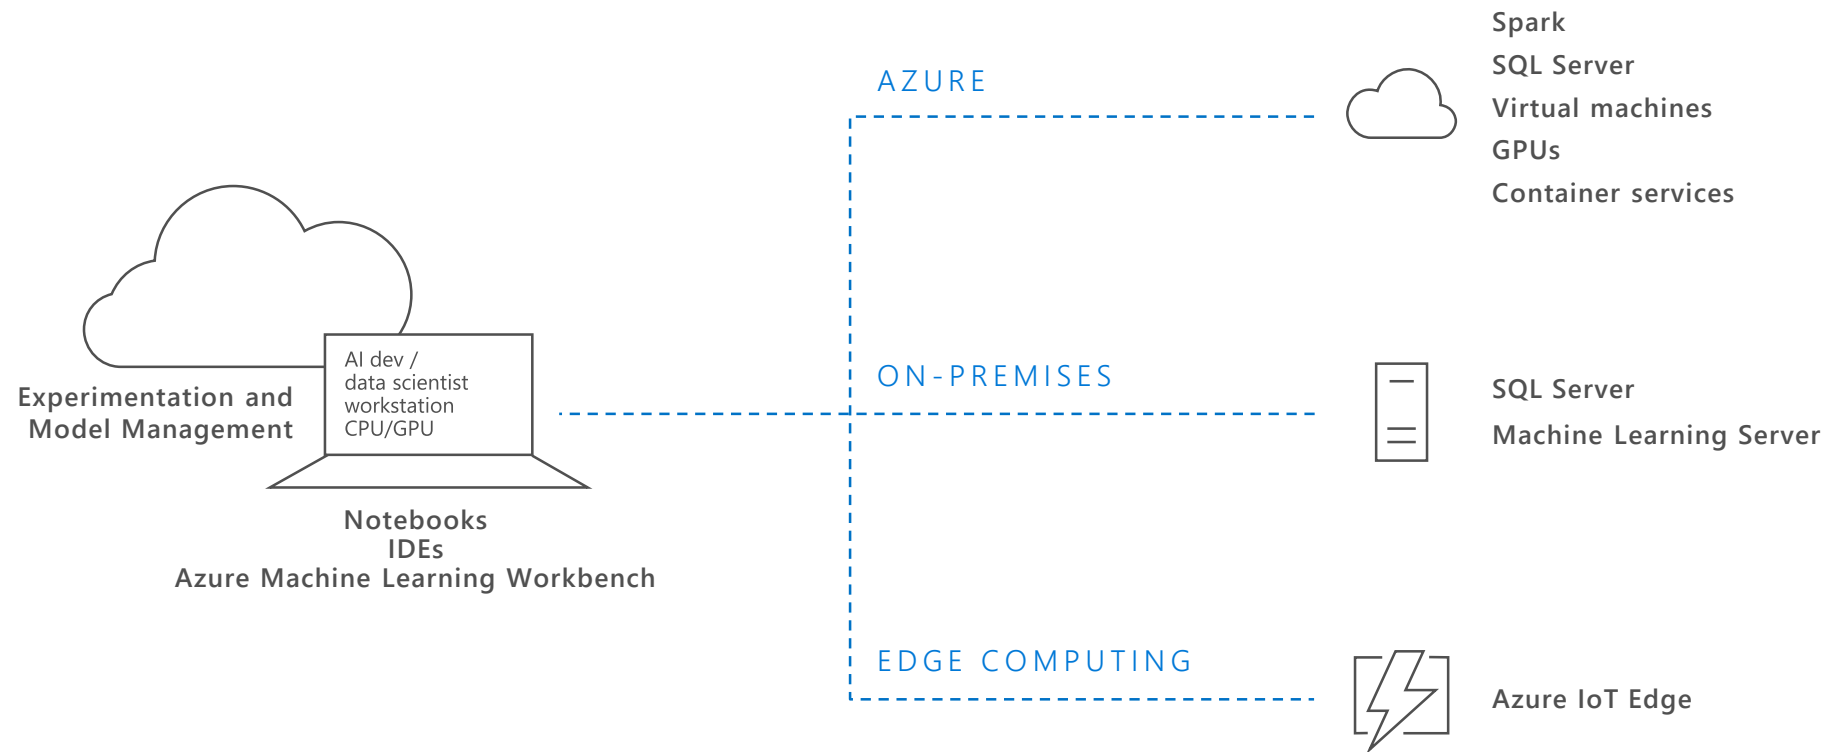 Experimentation and
Model Management
AI dev /
data scientist
workstation
CPU/GPU
Notebooks
IDEs
Azure Machine Learning Workbench
AZURE
Spark
SQL Server
Virtual machines
GPUs
Container services
ON-PREMISES
SQL Server
Machine Learning Server
EDGE COMPUTING
Azure IoT Edge